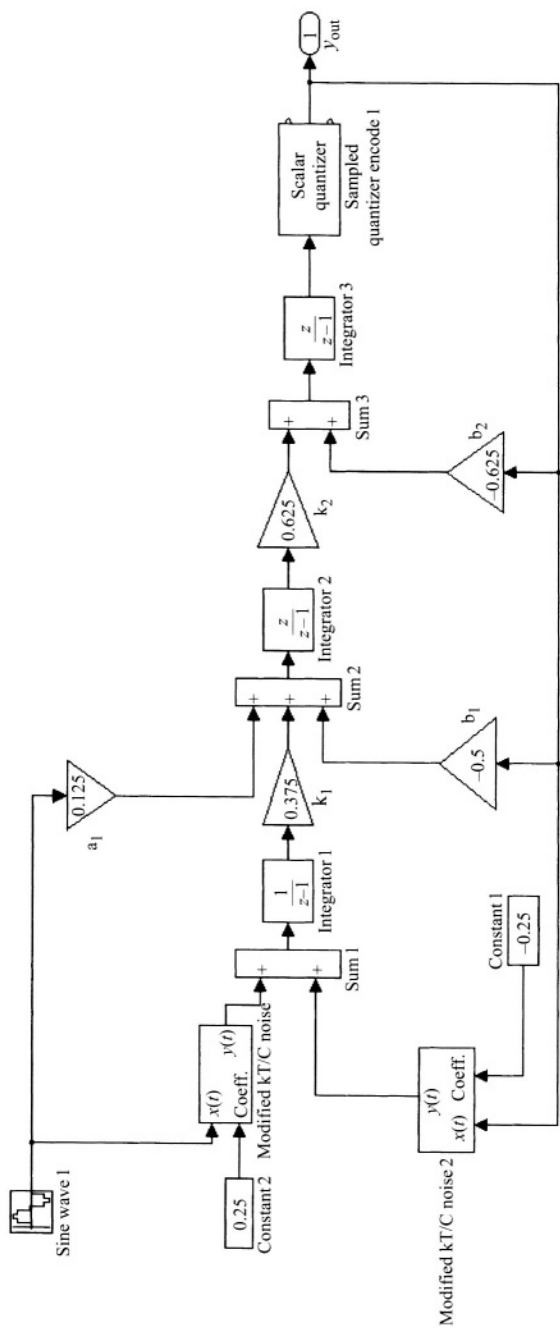 Sine wave 1
0.25
Constant 2
x(t)
y(t)
Coeff.
Modified kT/C noise
0.125
a1
+
+
Sum 1
1
z−1
Integrator 1
0.375
k1
+
+
+
Sum 2
z
z−1
Integrator 2
0.625
k2
+
+
Sum 3
z
z−1
Integrator 3
Scalar
quantizer
Sampled
quantizer encode 1
1
yout
−0.5
b1
−0.625
b2
Constant 1
−0.25
y(t)
x(t) Coeff.
Modified kT/C noise 2